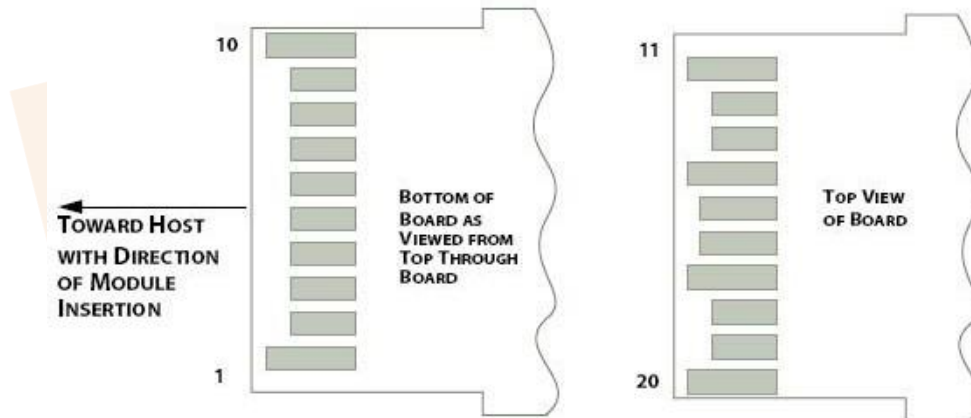 10
TOWARD HOST
WITH DIRECTION
OF MODULE
INSERTION
1
BOTTOM OF
BOARD AS
VIEWED FROM
TOP THROUGH
BOARD
11
TOP VIEW
OF BOARD
20